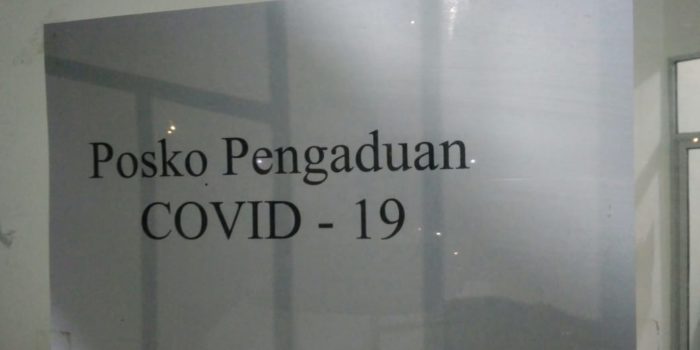 Posko Pengaduan
COVID - 19